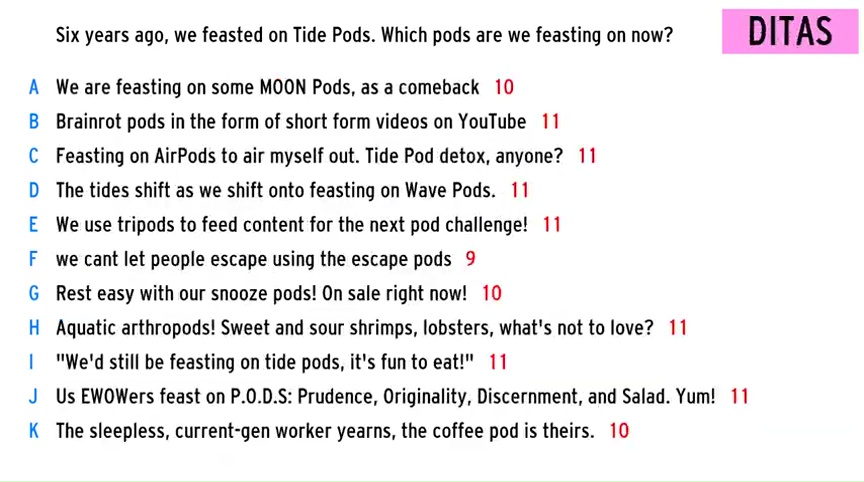 Six years ago, we feasted on Tide Pods. Which pods are we feasting on now?
DITAS
A We are feasting on some MOON Pods, as a comeback 10
B Brainrot pods in the form of short form videos on YouTube 11
C Feasting on AirPods to air myself out. Tide Pod detox, anyone? 11
D The tides shift as we shift onto feasting on Wave Pods. 11
E We use tripods to feed content for the next pod challenge! 11
F we cant let people escape using the escape pods 9
G Rest easy with our snooze pods! On sale right now! 10
H Aquatic arthropods! Sweet and sour shrimps, lobsters, what's not to love? 11
I "We'd still be feasting on tide pods, it's fun to eat!" 11
J Us EWOWers feast on P.O.D.S: Prudence, Originality, Discernment, and Salad. Yum! 11
K The sleepless, current-gen worker yearns, the coffee pod is theirs. 10